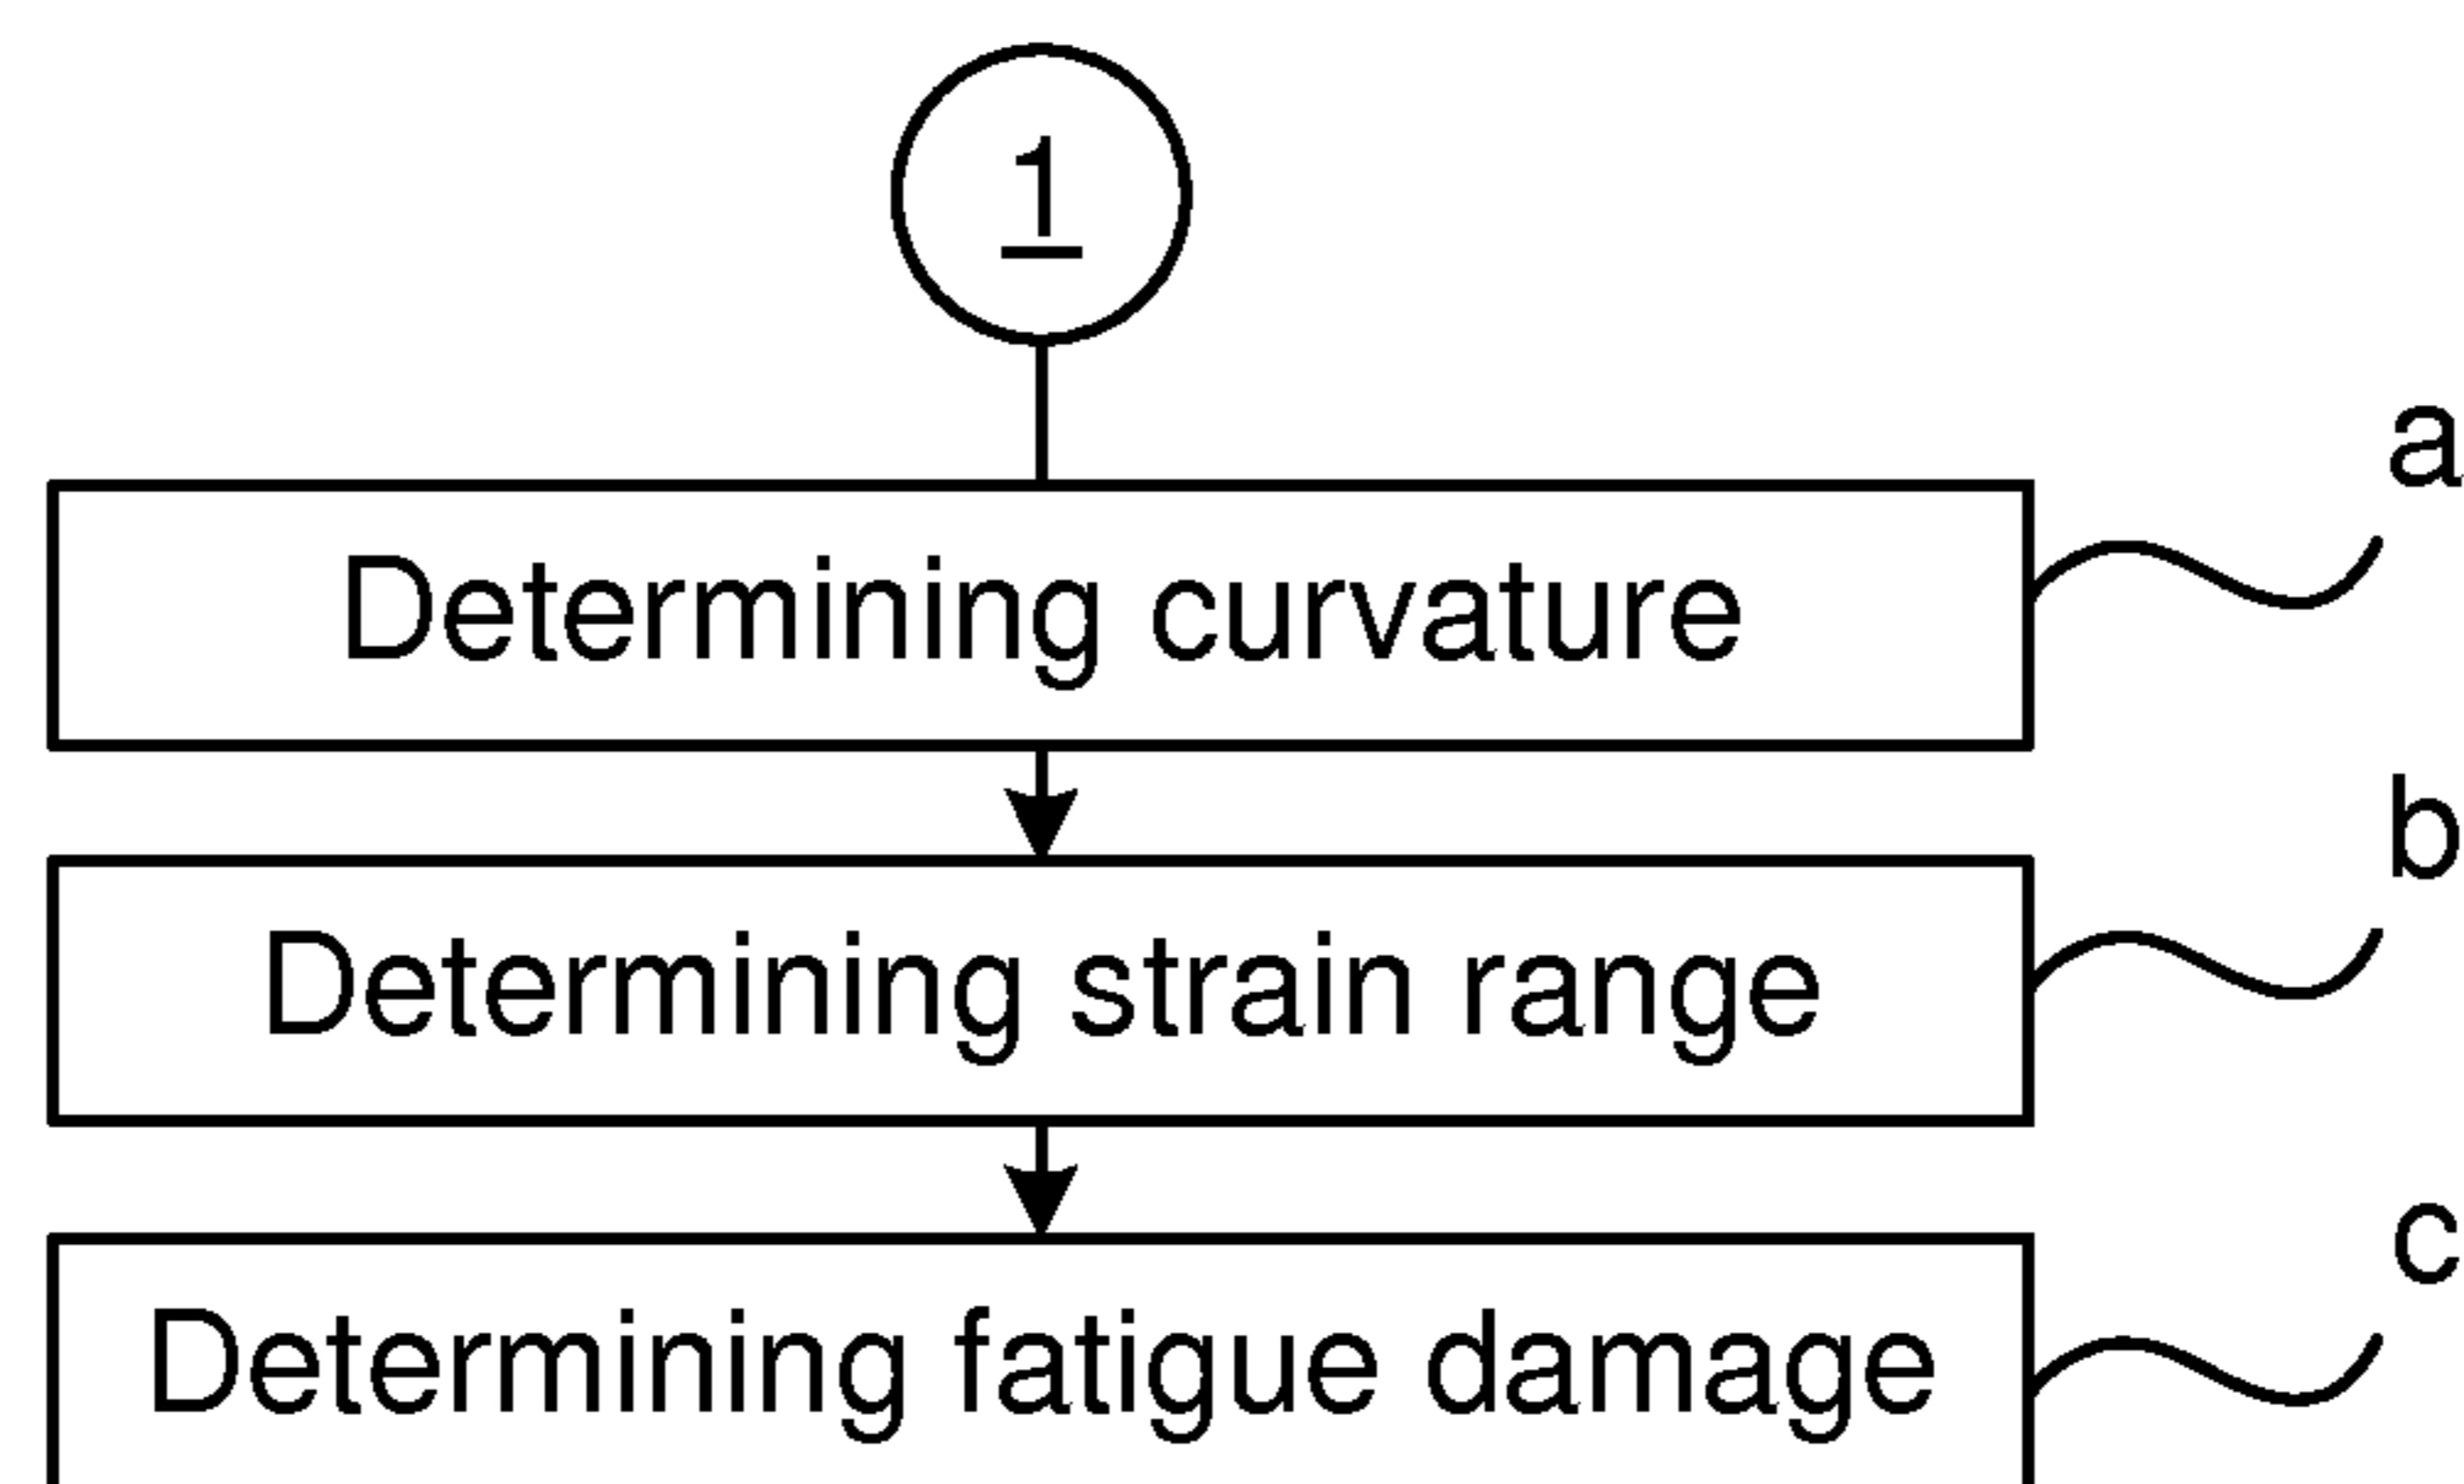 1
a
Determining curvature
b
Determining strain range
c
Determining fatigue damage